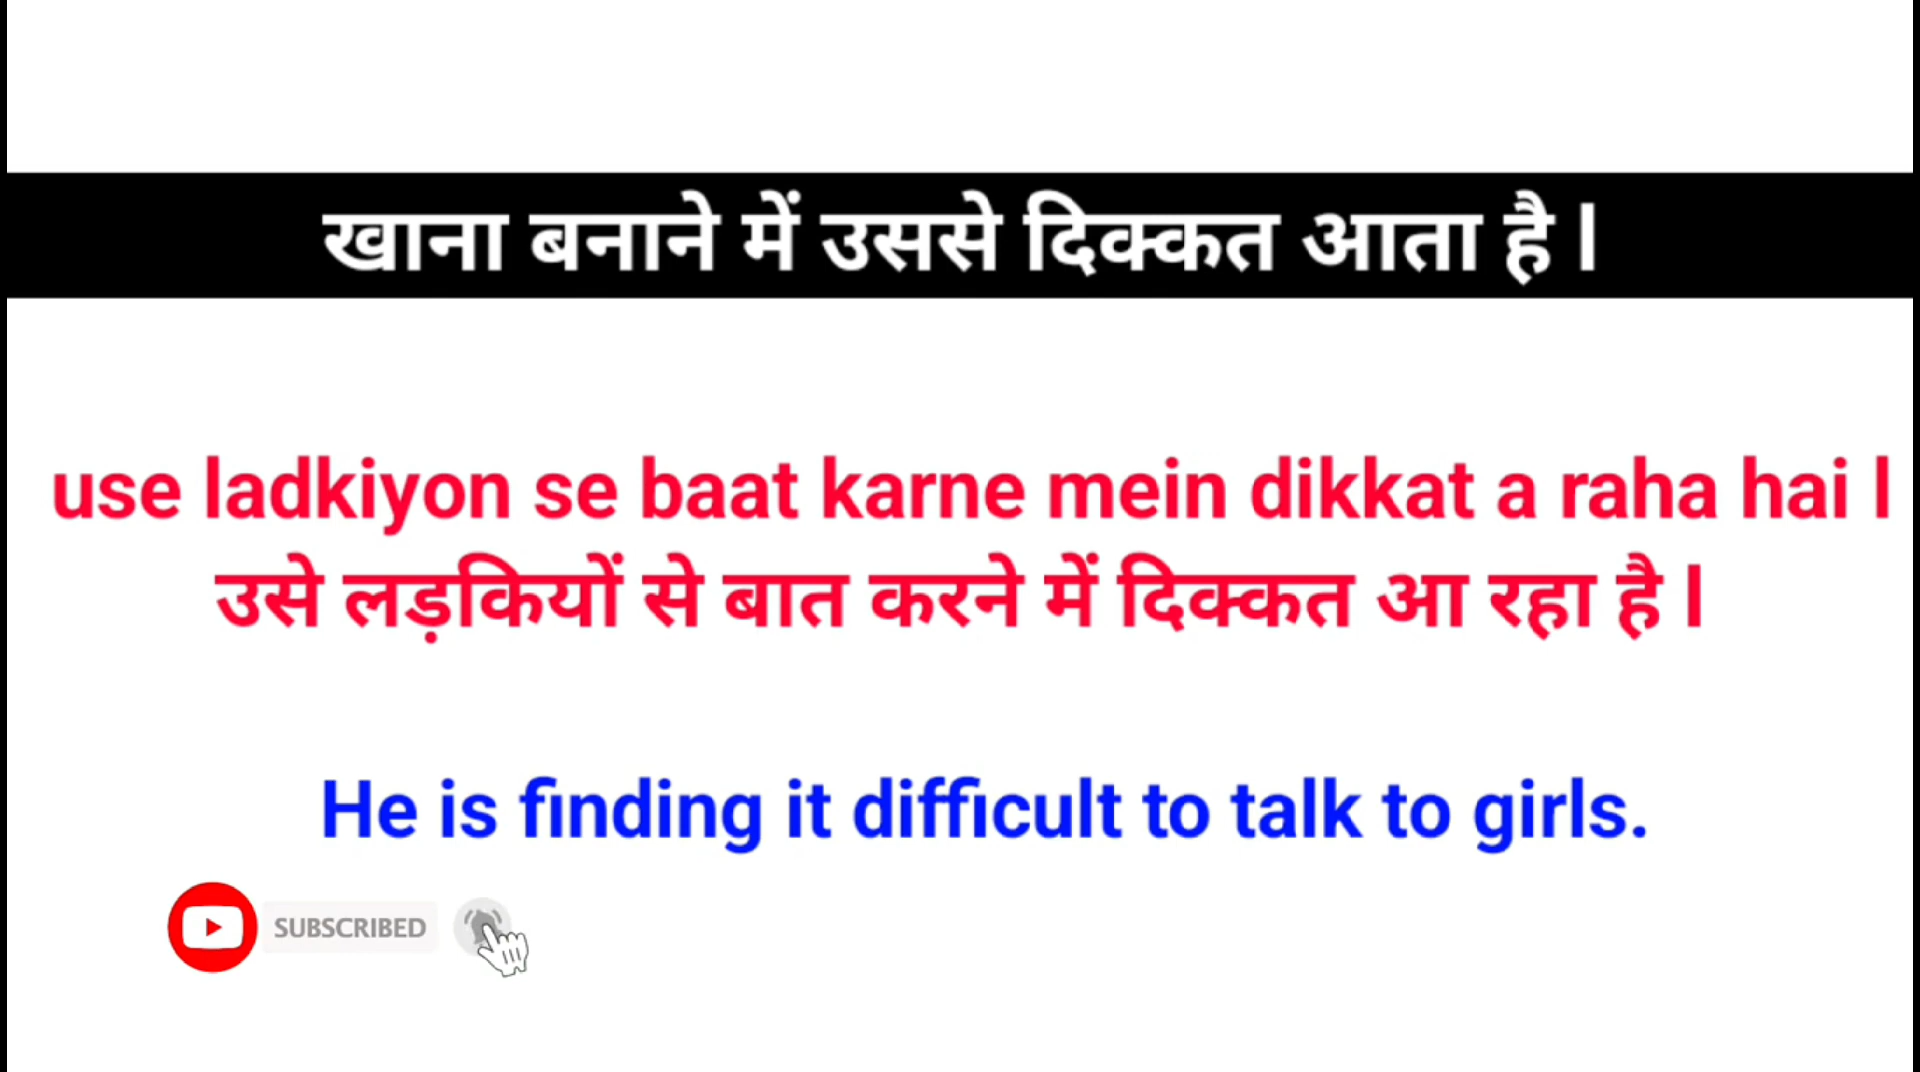 खाना बनाने में उससे दिक्कत आता है l
use ladkiyon se baat karne mein dikkat a raha hai l
उसे लड़कियों से बात करने में दिक्कत आ रहा है l
He is finding it difficult to talk to girls.
SUBSCRIBED